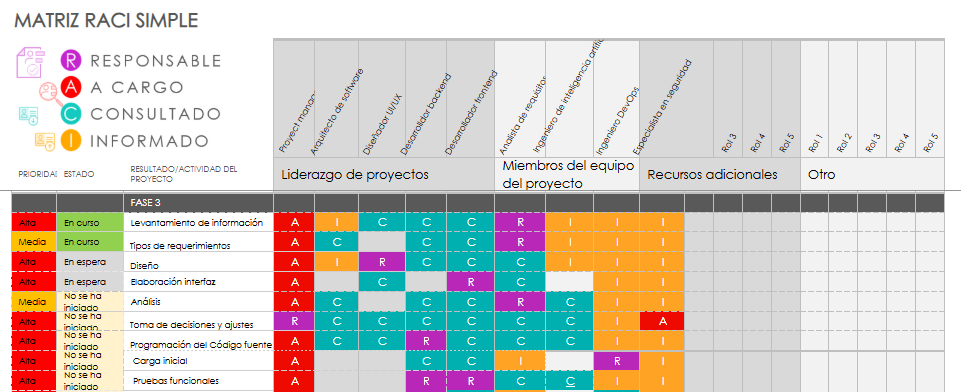 MATRIZ RACI SIMPLE
R RESPONSABLE
A A CARGO
C CONSULTADO
I INFORMADO
Proyect manag
Arquitecto de software
Diseñador UI/UX
Desarrollador backend
Desarrollador frontend
Analista de requisitos
Ingeniero de inteligencia artific
Ingeniero DevOps
Especialista en seguridad
Rol 3
Rol 4
Rol 5
Rol 1
Rol 2
Rol 3
Rol 4
Rol 5
PRIORIDAD ESTADO RESULTADO/ACTIVIDAD DEL
PROYECTO
Liderazgo de proyectos
Miembros del equipo
del proyecto
Recursos adicionales
Otro
FASE 3
Alta En curso Levantamiento de información A I C C C R I I I
Media En curso Tipos de requerimientos A C C C R I I I
Alta En espera Diseño A I R C C C I I I
Alta En espera Elaboración interfaz A C R C I I
Media No se ha
iniciado Análisis A C C C R C I I
Alta No se ha
iniciado Toma de decisiones y ajustes R C C C C C C I A
Alta No se ha
iniciado Programación del Código fuente A C C R C C C I I
Alta No se ha
iniciado Carga inicial A C C I R I
Alta No se ha
iniciado Pruebas funcionales A R R C C I I